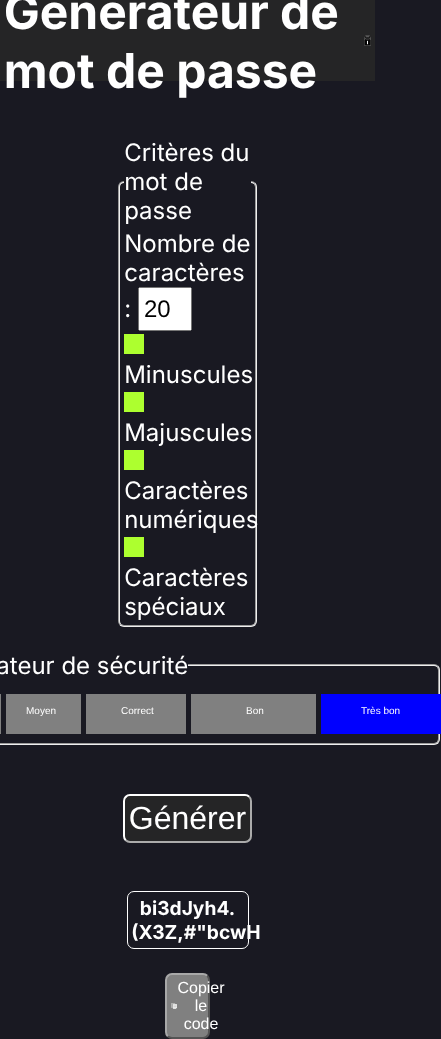 Générateur de
mot de passe
Critères du
mot de
passe
Nombre de
caractères
: 20
Minuscules
Majuscules
Caractères
numériques
Caractères
spéciaux
ateur de sécurité
Moyen Correct Bon Très bon
Générer
bi3dJyh4.
(X3Z,#"bcwH
Copier
le
code